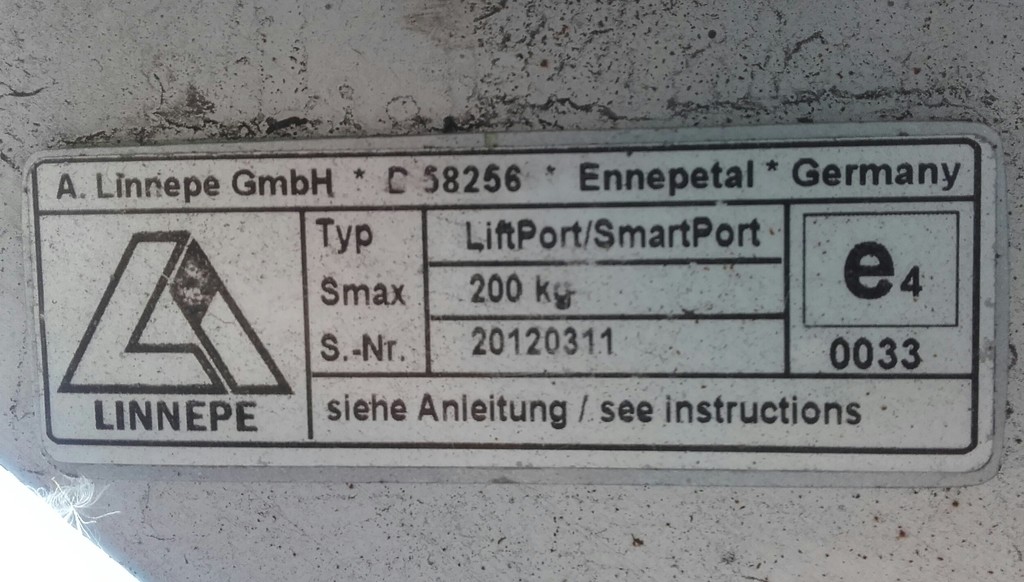 A. Linnepe GmbH * D 58256 * Ennepetal * Germany
Typ LiftPort/SmartPort
Smax 200 kg
S.-Nr. 20120311
e4
0033
LINNEPE
siehe Anleitung / see instructions